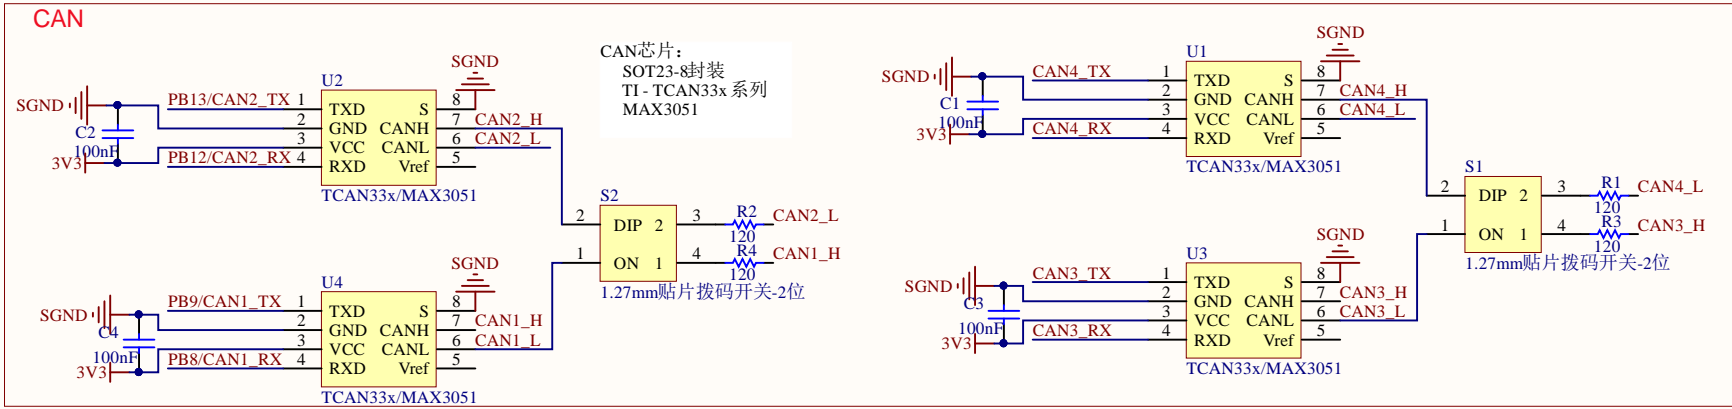 CAN
CAN芯片：
SOT23-8封装
TI - TCAN33x 系列
MAX3051
SGND
U2
SGND
PB13/CAN2_TX 1 TXD S 8
2 GND CANH 7 CAN2_H
C2
100nF
3 VCC CANL 6 CAN2_L
3V3
PB12/CAN2_RX 4 RXD Vref 5
TCAN33x/MAX3051
S2
2 DIP 2 3 R2 CAN2_L
120
1 ON 1 4 R4 CAN1_H
120
1.27mm贴片拨码开关-2位
SGND
U4
PB9/CAN1_TX 1 TXD S 8
SGND
2 GND CANH 7 CAN1_H
C4
100nF
3 VCC CANL 6 CAN1_L
3V3
PB8/CAN1_RX 4 RXD Vref 5
TCAN33x/MAX3051
SGND
U1
SGND
CAN4_TX 1 TXD S 8
2 GND CANH 7 CAN4_H
C1
100nF
3 VCC CANL 6 CAN4_L
3V3
CAN4_RX 4 RXD Vref 5
TCAN33x/MAX3051
S1
2 DIP 2 3 R1 CAN4_L
120
1 ON 1 4 R3 CAN3_H
120
1.27mm贴片拨码开关-2位
SGND
U3
CAN3_TX 1 TXD S 8
SGND
2 GND CANH 7 CAN3_H
C3
100nF
3 VCC CANL 6 CAN3_L
3V3
CAN3_RX 4 RXD Vref 5
TCAN33x/MAX3051